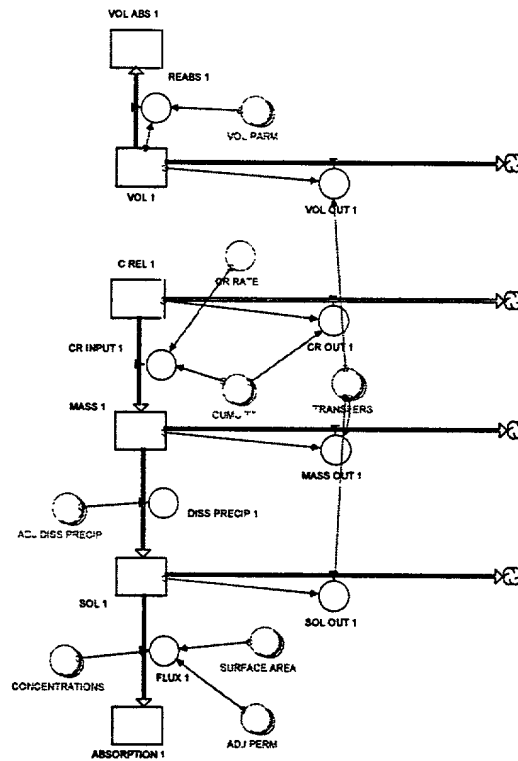 VOL ABS 1
REABS 1
VOL PARM
VOL 1
VOL OUT 1
C REL 1
CR RATE
CR INPUT 1
CR OUT 1
MASS 1
CUMU TT
TRANSFERS
MASS OUT 1
ADJ DISS PRECIP
DISS PRECIP 1
SOL 1
SOL OUT 1
CONCENTRATIONS
FLUX 1
SURFACE AREA
ADJ PERM
ABSORPTION 1